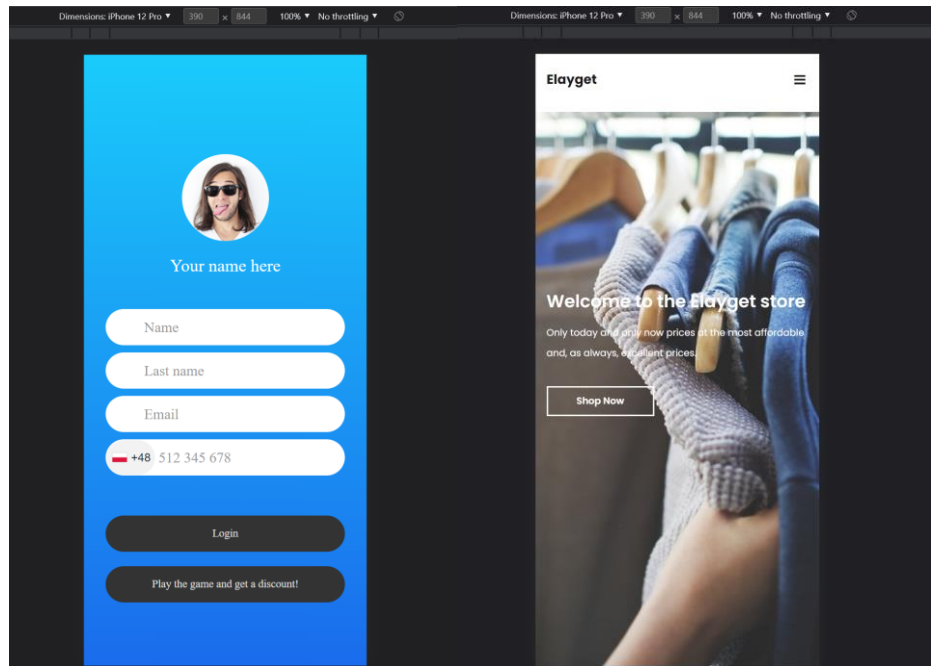 Dimensions: iPhone 12 Pro ▼ 390 × 844 100% ▼ No throttling ▼
Your name here
Name
Last name
Email
+48 512 345 678
Login
Play the game and get a discount!
Dimensions: iPhone 12 Pro ▼ 390 × 844 100% ▼ No throttling ▼
Elayget
Welcome to the Elayget store
Only today and only now prices at the most affordable
and, as always, excellent prices.
Shop Now